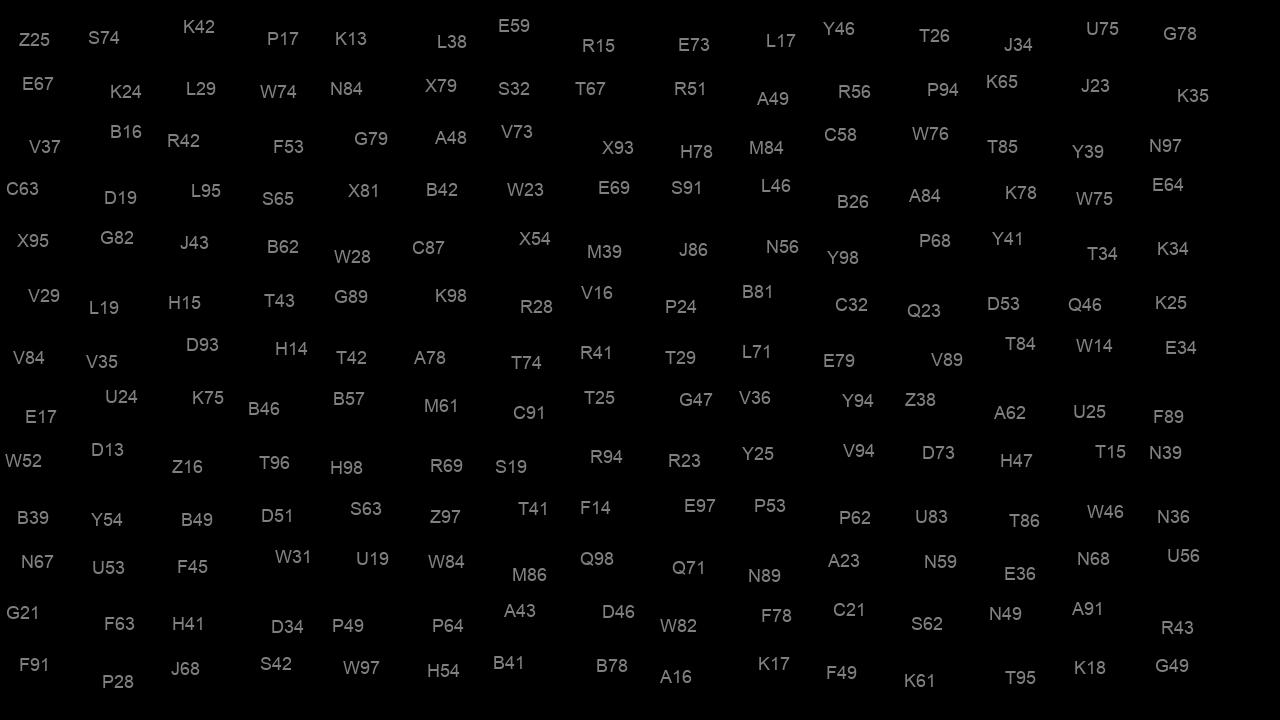 Z25 S74 K42 P17 K13 L38 E59 R15 E73 L17 Y46 T26 J34 U75 G78
E67 K24 L29 W74 N84 X79 S32 T67 R51 A49 R56 P94 K65 J23 K35
V37 B16 R42 F53 G79 A48 V73 X93 H78 M84 C58 W76 T85 Y39 N97
C63 D19 L95 S65 X81 B42 W23 E69 S91 L46 B26 A84 K78 W75 E64
X95 G82 J43 B62 W28 C87 X54 M39 J86 N56 Y98 P68 Y41 T34 K34
V29 L19 H15 T43 G89 K98 R28 V16 P24 B81 C32 Q23 D53 Q46 K25
V84 V35 D93 H14 T42 A78 T74 R41 T29 L71 E79 V89 T84 W14 E34
E17 U24 K75 B46 B57 M61 C91 T25 G47 V36 Y94 Z38 A62 U25 F89
W52 D13 Z16 T96 H98 R69 S19 R94 R23 Y25 V94 D73 H47 T15 N39
B39 Y54 B49 D51 S63 Z97 T41 F14 E97 P53 P62 U83 T86 W46 N36
N67 U53 F45 W31 U19 W84 M86 Q98 Q71 N89 A23 N59 E36 N68 U56
G21 F63 H41 D34 P49 P64 A43 D46 W82 F78 C21 S62 N49 A91 R43
F91 P28 J68 S42 W97 H54 B41 B78 A16 K17 F49 K61 T95 K18 G49